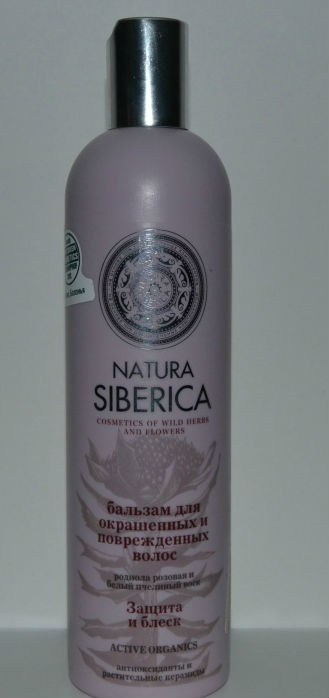 NATURA
SIBERICA
COSMETICS OF WILD HERBS
AND FLOWERS
бальзам для
окрашенных и
поврежденных
волос
родиола розовая и
белый пчелиный воск
Защита
и блеск
ACTIVE ORGANICS
антиоксиданты и
растительные керамиды